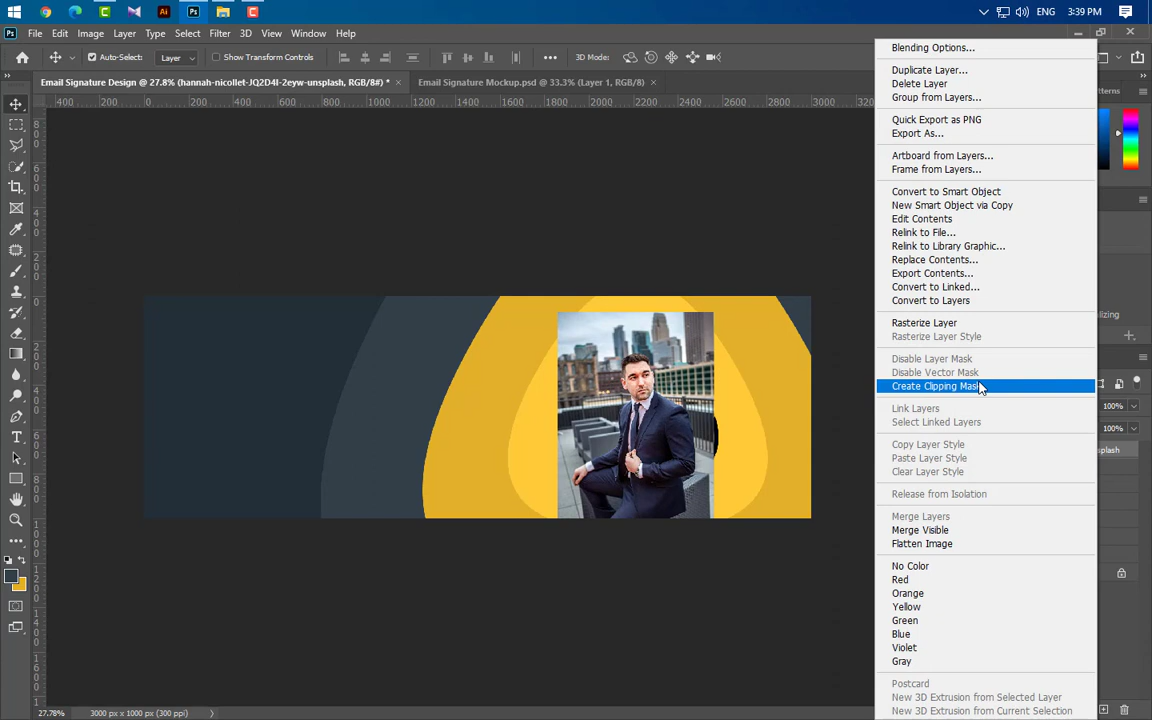 ENG 3:39 PM
File Edit Image Layer Type Select Filter 3D View Window Help
Auto-Select: Layer Show Transform Controls 3D Mode:
Email Signature Design @ 27.8% (hannah-nicollet-JQ2D4I-2eyw-unsplash, RGB/8#) * Email Signature Mockup.psd @ 33.3% (Layer 1, RGB/8)
400 200 0 200 400 600 800 1000 1200 1400 1600 1800 2000 2200 2400 2600 2800 3000 3200
Blending Options...
Duplicate Layer...
Delete Layer
Group from Layers...
Quick Export as PNG
Export As...
Artboard from Layers...
Frame from Layers...
Convert to Smart Object
New Smart Object via Copy
Edit Contents
Relink to File...
Relink to Library Graphic...
Replace Contents...
Export Contents...
Convert to Linked...
Convert to Layers
Rasterize Layer
Rasterize Layer Style
Disable Layer Mask
Disable Vector Mask
Create Clipping Mask
Link Layers
Select Linked Layers
Copy Layer Style
Paste Layer Style
Clear Layer Style
Release from Isolation
Merge Layers
Merge Visible
Flatten Image
No Color
Red
Orange
Yellow
Green
Blue
Violet
Gray
Postcard
New 3D Extrusion from Selected Layer
New 3D Extrusion from Current Selection
100%
100%
27.78% 3000 px x 1000 px (300 ppi)